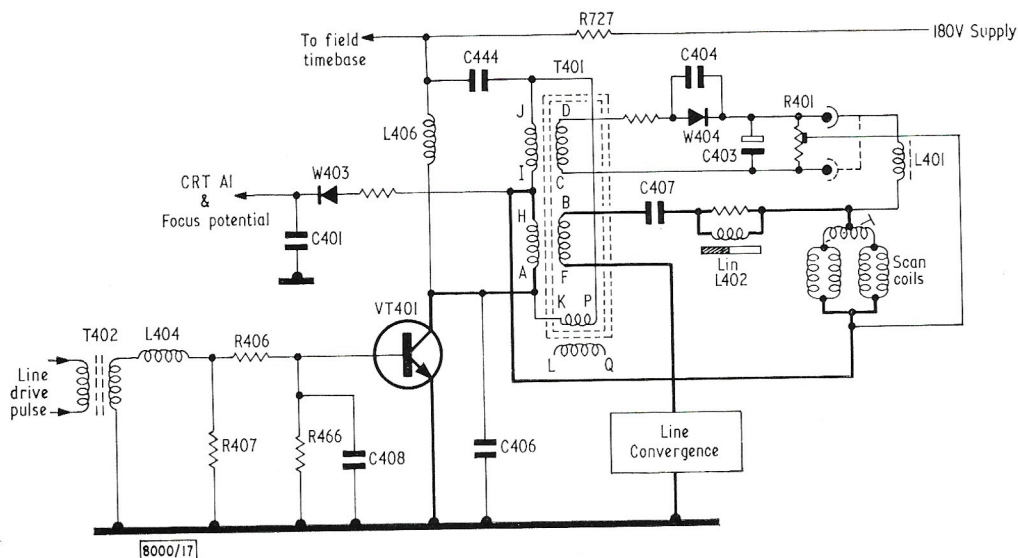 R727
180V Supply
To field
timebase
C444
T401
C404
J
D
R401
L406
W404
C403
W403
I
C
L401
CRT A1
&
Focus potential
C407
H
B
C401
A
F
Lin
L402
Scan
coils
K
P
VT401
T402
L404
R406
L
Q
Line
drive
pulse
Line
Convergence
R407
R466
C408
C406
8000/17